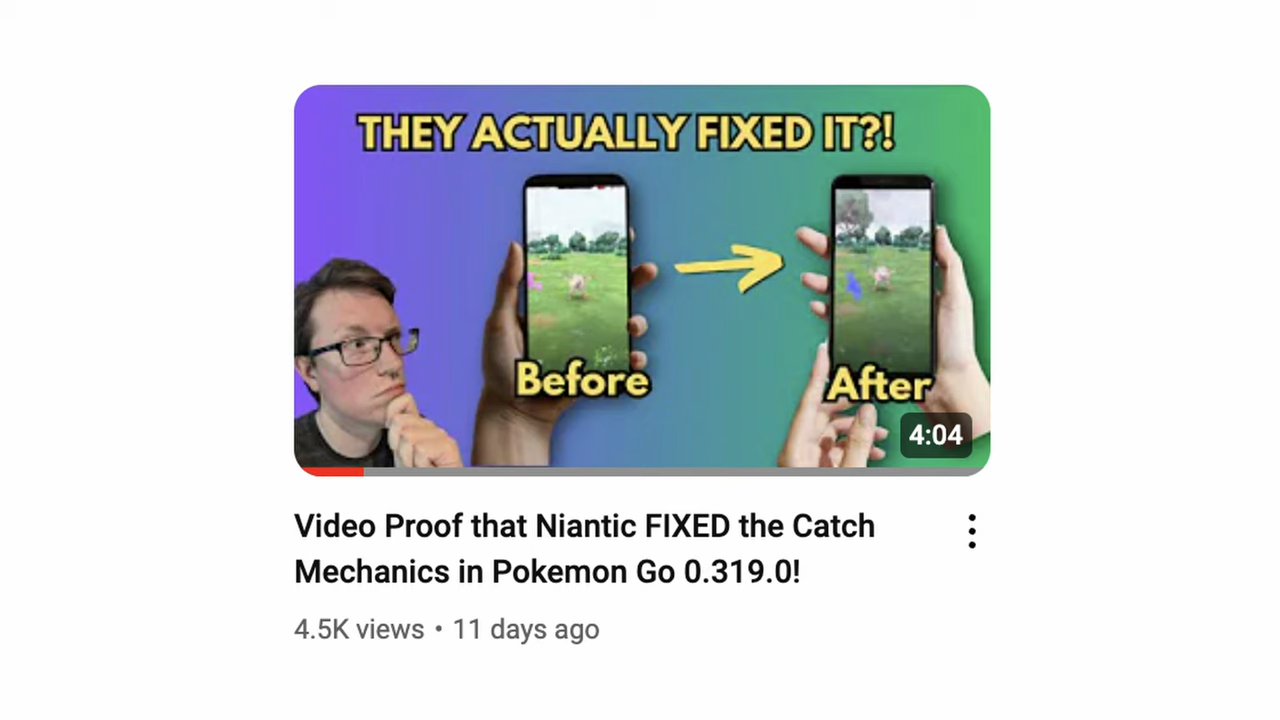 THEY ACTUALLY FIXED IT?!
Before
After
4:04
Video Proof that Niantic FIXED the Catch
Mechanics in Pokemon Go 0.319.0!
4.5K views • 11 days ago